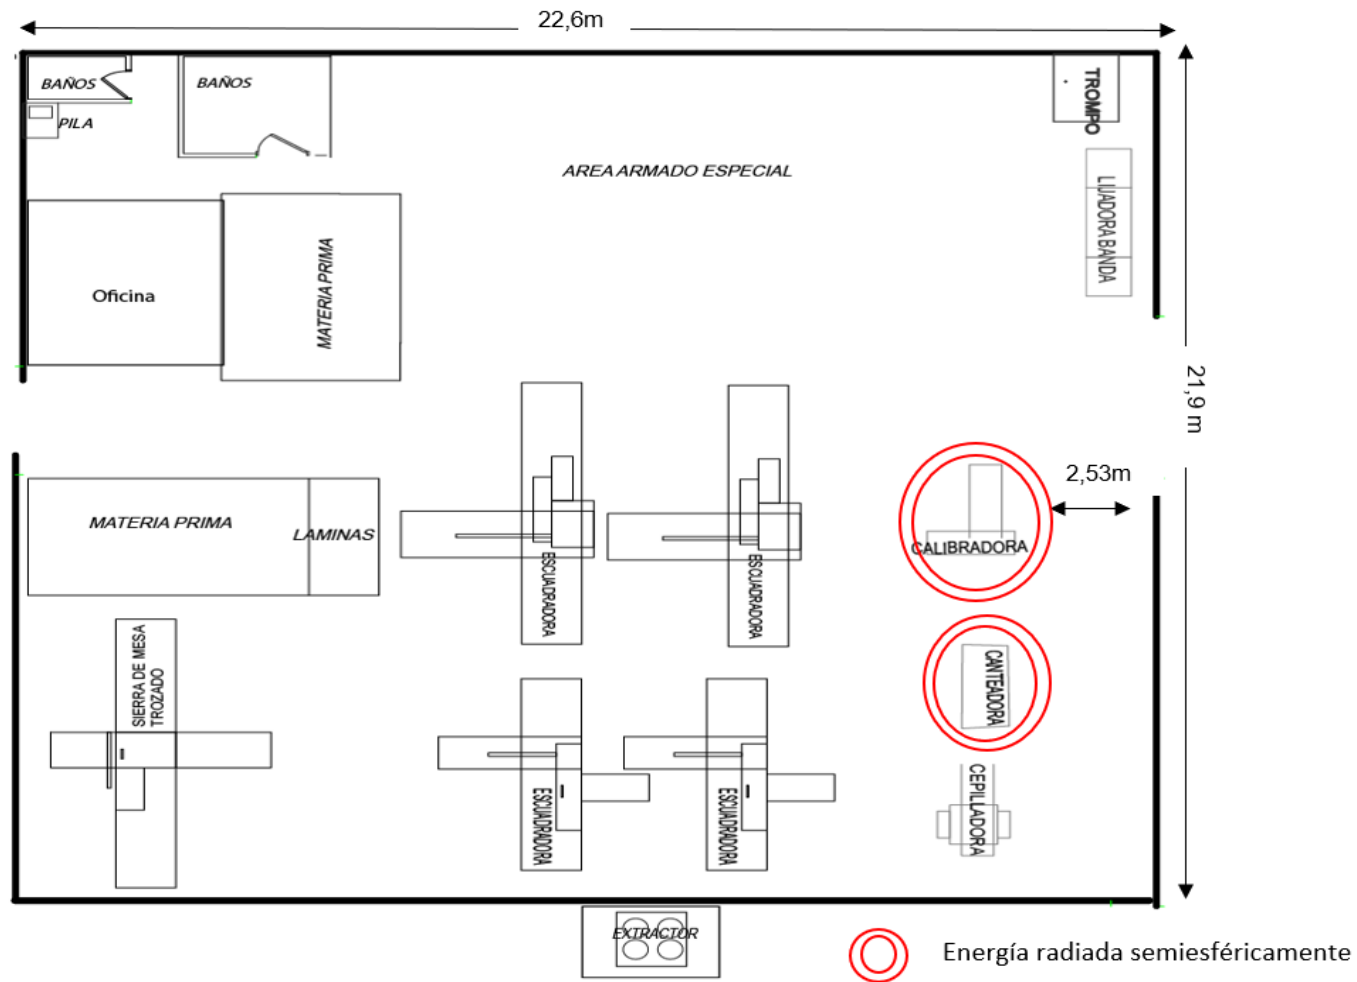 22,6m
BAÑOS
BAÑOS
TROMPO
PILA
AREA ARMADO ESPECIAL
LIJADORA BANDA
MATERIA PRIMA
Oficina
21,9 m
2,53m
MATERIA PRIMA
LAMINAS
CALIBRADORA
ESCUADRADORA
ESCUADRADORA
SIERRA DE MESA
TROZADO
CANTEADORA
CEPILLADORA
ESCUADRADORA
ESCUADRADORA
EXTRACTOR
Energía radiada semiesféricamente